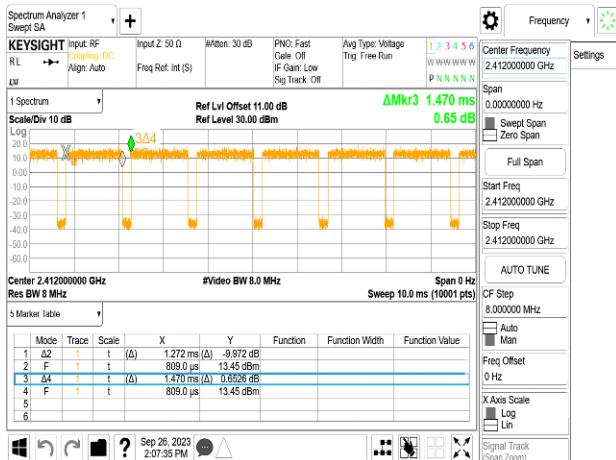 Spectrum Analyzer 1
Swept SA
Frequency
KEYSIGHT
RL
Input: RF
Coupling: DC
Align: Auto
Input Z: 50 Ω
Freq Ref: Int (S)
#Atten: 30 dB
PNO: Fast
Gate: Off
IF Gain: Low
Sig Track: Off
Avg Type: Voltage
Trig: Free Run
1 2 3 4 5 6
W W W W W W
P N N N N N
1 Spectrum
Scale/Div 10 dB
Ref Lvl Offset 11.00 dB
Ref Level 30.00 dBm
ΔMkr3 1.470 ms
0.65 dB
Log
20.0
10.0
0.00
-10.0
-20.0
-30.0
-40.0
-50.0
-60.0
3Δ4
Center 2.412000000 GHz
Res BW 8 MHz
#Video BW 8.0 MHz
Span 0 Hz
Sweep 10.0 ms (10001 pts)
5 Marker Table
Mode Trace Scale X Y Function Function Width Function Value
1 Δ2 1 t (Δ) 1.272 ms (Δ) -9.972 dB
2 F 1 t 809.0 µs 13.45 dBm
3 Δ4 1 t (Δ) 1.470 ms (Δ) 0.6526 dB
4 F 1 t 809.0 µs 13.45 dBm
5
6
Sep 26, 2023
2:07:35 PM
Center Frequency
2.412000000 GHz
Settings
Span
0.00000000 Hz
Swept Span
Zero Span
Full Span
Start Freq
2.412000000 GHz
Stop Freq
2.412000000 GHz
AUTO TUNE
CF Step
8.000000 MHz
Auto
Man
Freq Offset
0 Hz
X Axis Scale
Log
Lin
Signal Track
(Span Zoom)